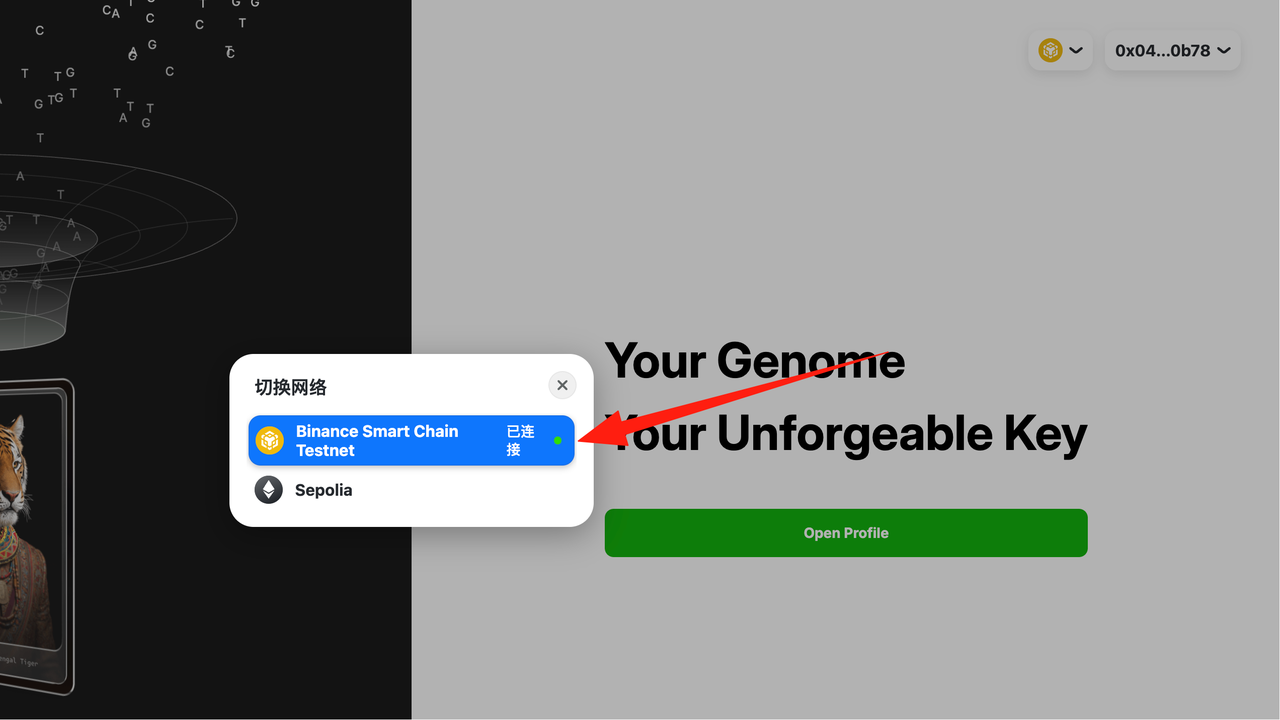 0x04...0b78
Your Genome
Your Unforgeable Key
Open Profile
切换网络
Binance Smart Chain
Testnet
已连
接
Sepolia
engal Tiger